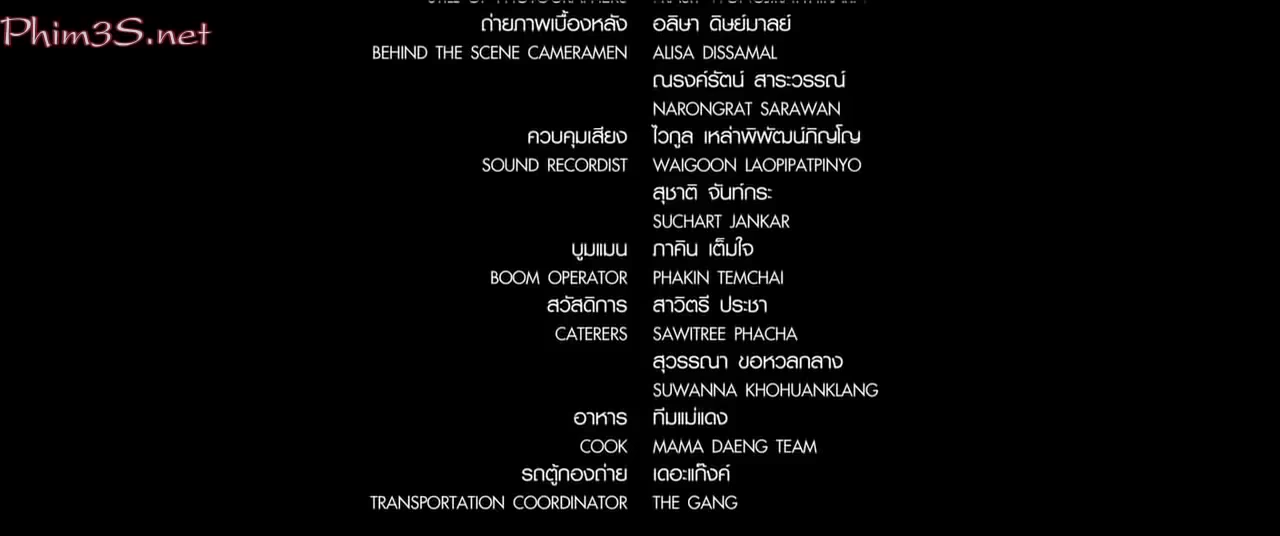 Phim3S.net
ถ่ายภาพเบื้องหลัง อลิษา ดิษย์มาลย์
BEHIND THE SCENE CAMERAMEN ALISA DISSAMAL
ณรงค์รัตน์ สาระวรรณ์
NARONGRAT SARAWAN
ควบคุมเสียง ไวกูล เหล่าพิพัฒน์ภิญโญ
SOUND RECORDIST WAIGOON LAOPIPATPINYO
สุชาติ จันท์กระ
SUCHART JANKAR
บูมแมน ภาคิน เต็มใจ
BOOM OPERATOR PHAKIN TEMCHAI
สวัสดิการ สาวิตรี ประชา
CATERERS SAWITREE PHACHA
สุวรรณา ขอหวลกลาง
SUWANNA KHOHUANKLANG
อาหาร ทีมแม่แดง
COOK MAMA DAENG TEAM
รถตู้กองถ่าย เดอะแก๊งค์
TRANSPORTATION COORDINATOR THE GANG